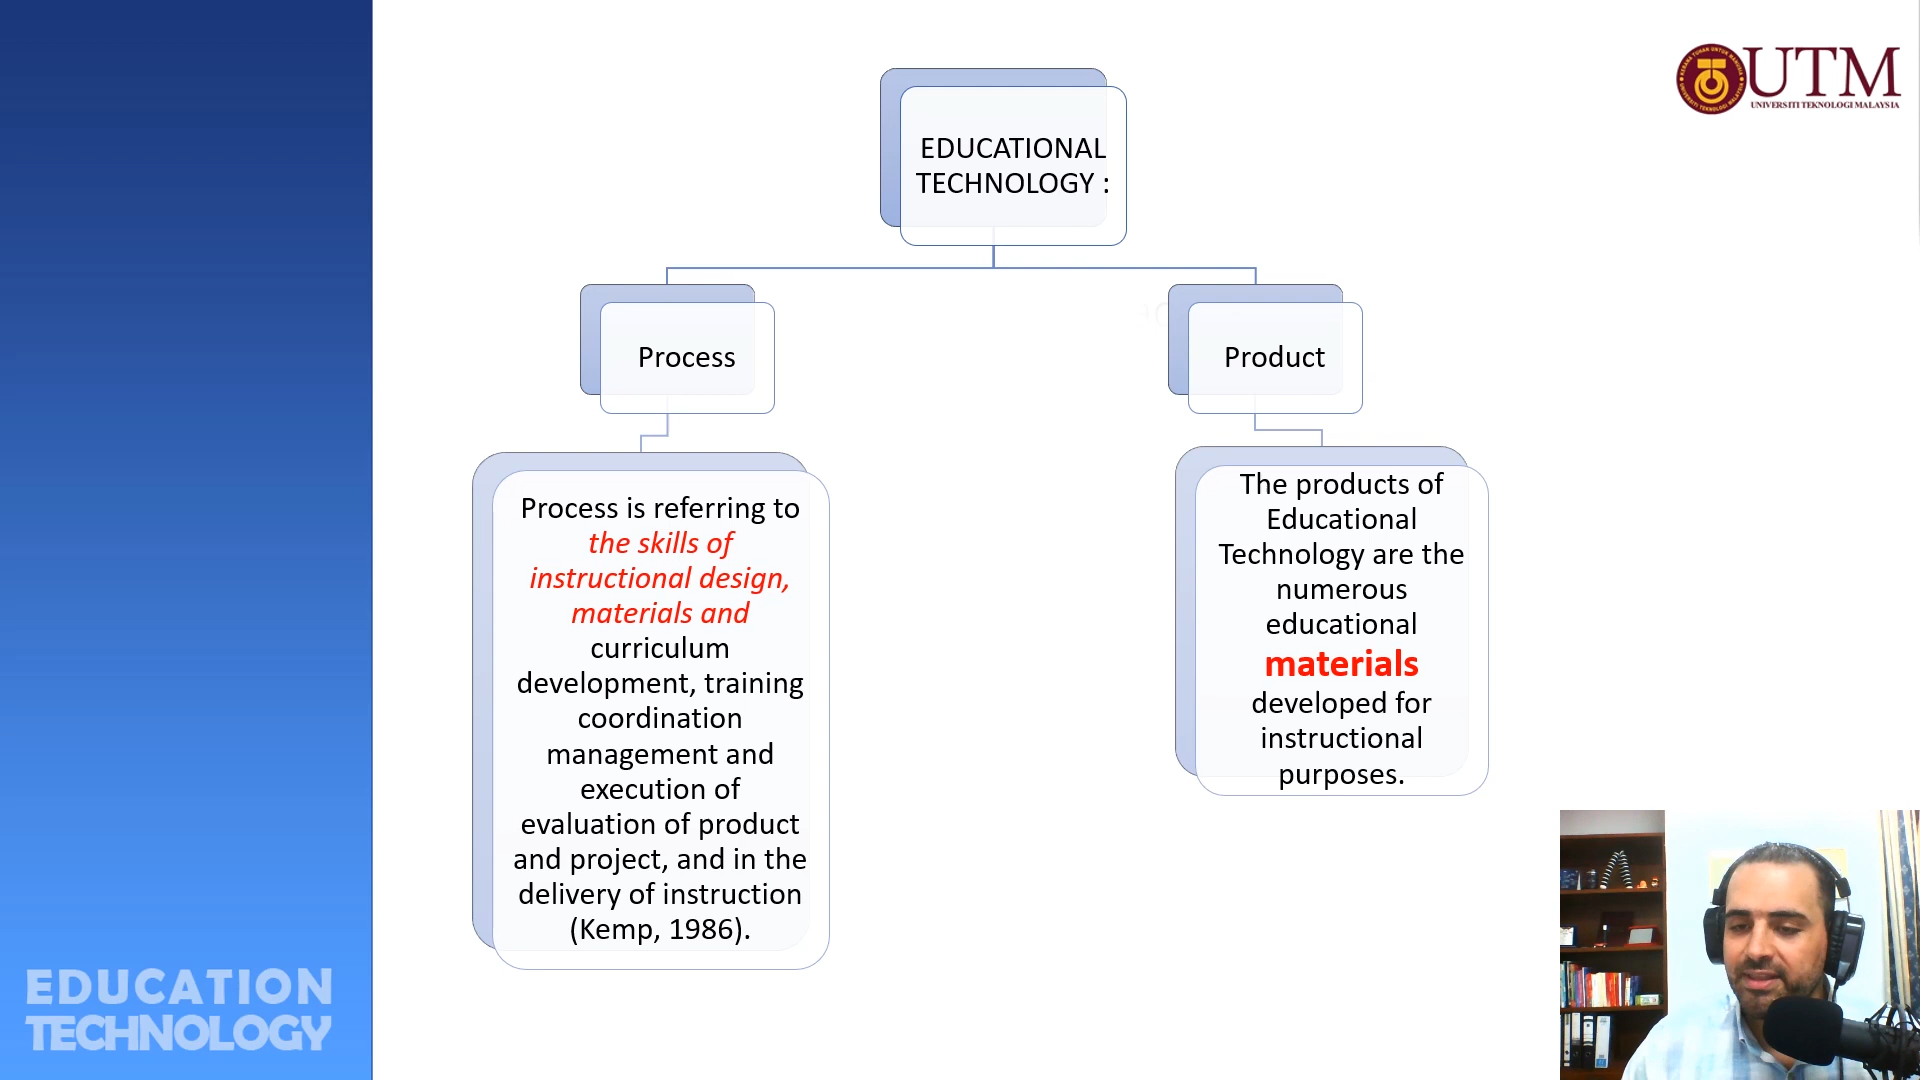 UTM
UNIVERSITI TEKNOLOGI MALAYSIA
EDUCATIONAL
TECHNOLOGY :
Process
Product
Process is referring to
the skills of
instructional design,
materials and
curriculum
development, training
coordination
management and
execution of
evaluation of product
and project, and in the
delivery of instruction
(Kemp, 1986).
The products of
Educational
Technology are the
numerous
educational
materials
developed for
instructional
purposes.
EDUCATION
TECHNOLOGY